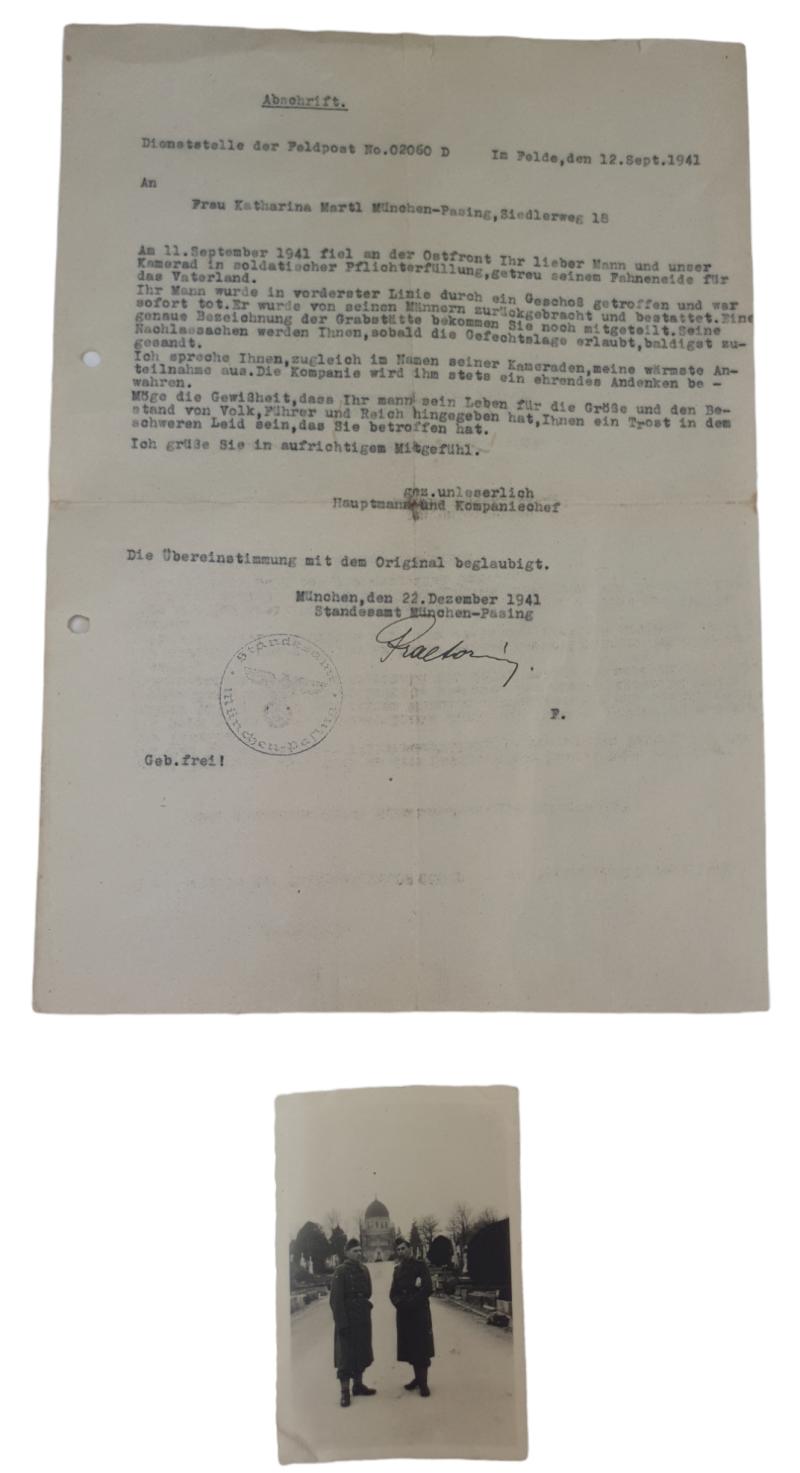 Abschrift.
Dienststelle der Feldpost No.02060 D    Im Felde,den 12.Sept.1941
An
Frau Katharina Martl München-Pasing,Siedlerweg 18
Am 11.September 1941 fiel an der Ostfront Ihr lieber Mann und unser
Kamerad in soldatischer Pflichterfüllung,getreu seinem Fahneneide für
das Vaterland.
Ihr Mann wurde in vorderster Linie durch ein Geschoß getroffen und war
sofort tot.Er wurde von seinen Männern zurückgebracht und bestattet.Eine
genaue Bezeichnung der Grabstätte bekommen Sie noch mitgeteilt.Seine
Nachlassachen werden Ihnen,sobald die Gefechtslage erlaubt,baldigst zu-
gesandt.
Ich spreche Ihnen,zugleich im Namen seiner Kameraden,meine wärmste An-
teilnahme aus.Die Kompanie wird ihm stets ein ehrendes Andenken be -
wahren.
Möge die Gewißheit,dass Ihr mann sein Leben für die Größe und den Be-
stand von Volk,Führer und Reich hingegeben hat,Ihnen ein Trost in dem
schweren Leid sein,das Sie betroffen hat.
Ich grüße Sie in aufrichtigem Mitgefühl.
gez.unleserlich
Hauptmann und Kompaniechef
Die Übereinstimmung mit dem Original beglaubigt.
München,den 22.Dezember 1941
Standesamt München-Pasing
Standesamt
München-Pasing
F.
Geb.frei!